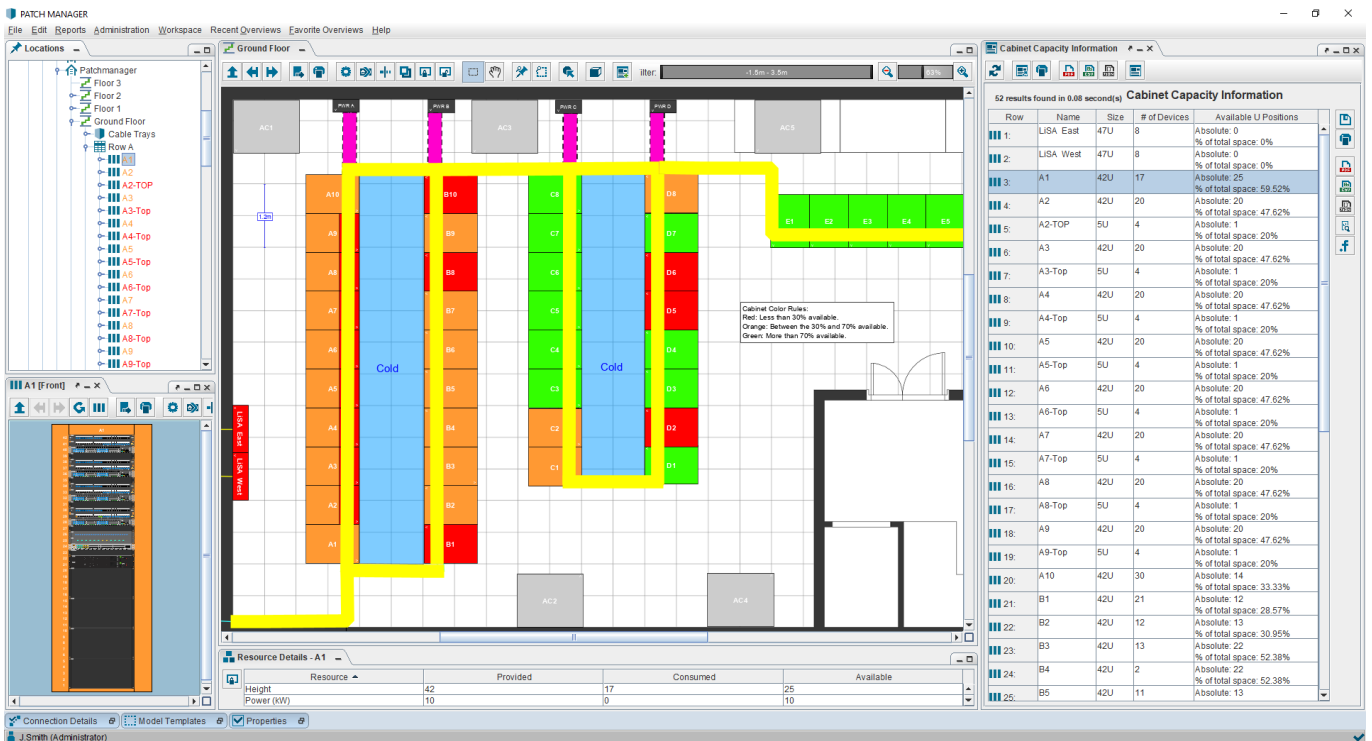 PATCH MANAGER
File Edit Reports Administration Workspace Recent Overviews Favorite Overviews Help
Locations
Patchmanager
Floor 3
Floor 2
Floor 1
Ground Floor
Cable Trays
Row A
A1
A2
A2-TOP
A3
A3-Top
A4
A4-Top
A5
A5-Top
A6
A6-Top
A7
A7-Top
A8
A8-Top
A9
A9-Top
A1 [Front]
A1
Ground Floor
ilter: -1.5m - 3.5m 53%
PWR A PWR B PWR C PWR D
AC1 AC3 AC5
A10 B10 C8 D8
1.2m
E1 E2 E3 E4 E5
A9 B9 C7 D7
A8 B8 C6 D6
A7 B7 C5 D5
Cabinet Color Rules:
Red: Less than 30% available.
Orange: Between the 30% and 70% available.
Green: More than 70% available.
A6 B6 C4 D4
Cold Cold
A5 B5 C3 D3
LiSA East
A4 B4 C2 D2
LiSA West
A3 B3 C1 D1
A2 B2
A1 B1
AC2 AC4
Resource Details - A1
Resource Provided Consumed Available
Height 42 17 25
Power (kW) 10 0 10
Cabinet Capacity Information
52 results found in 0.08 second(s) Cabinet Capacity Information
Row Name Size # of Devices Available U Positions
1: LiSA East 47U 8 Absolute: 0
% of total space: 0%
2: LiSA West 47U 8 Absolute: 0
% of total space: 0%
3: A1 42U 17 Absolute: 25
% of total space: 59.52%
4: A2 42U 20 Absolute: 20
% of total space: 47.62%
5: A2-TOP 5U 4 Absolute: 1
% of total space: 20%
6: A3 42U 20 Absolute: 20
% of total space: 47.62%
7: A3-Top 5U 4 Absolute: 1
% of total space: 20%
8: A4 42U 20 Absolute: 20
% of total space: 47.62%
9: A4-Top 5U 4 Absolute: 1
% of total space: 20%
10: A5 42U 20 Absolute: 20
% of total space: 47.62%
11: A5-Top 5U 4 Absolute: 1
% of total space: 20%
12: A6 42U 20 Absolute: 20
% of total space: 47.62%
13: A6-Top 5U 4 Absolute: 1
% of total space: 20%
14: A7 42U 20 Absolute: 20
% of total space: 47.62%
15: A7-Top 5U 4 Absolute: 1
% of total space: 20%
16: A8 42U 20 Absolute: 20
% of total space: 47.62%
17: A8-Top 5U 4 Absolute: 1
% of total space: 20%
18: A9 42U 20 Absolute: 20
% of total space: 47.62%
19: A9-Top 5U 4 Absolute: 1
% of total space: 20%
20: A10 42U 30 Absolute: 14
% of total space: 33.33%
21: B1 42U 21 Absolute: 12
% of total space: 28.57%
22: B2 42U 12 Absolute: 13
% of total space: 30.95%
23: B3 42U 13 Absolute: 22
% of total space: 52.38%
24: B4 42U 2 Absolute: 22
% of total space: 52.38%
25: B5 42U 11 Absolute: 13
Connection Details Model Templates Properties
J.Smith (Administrator)